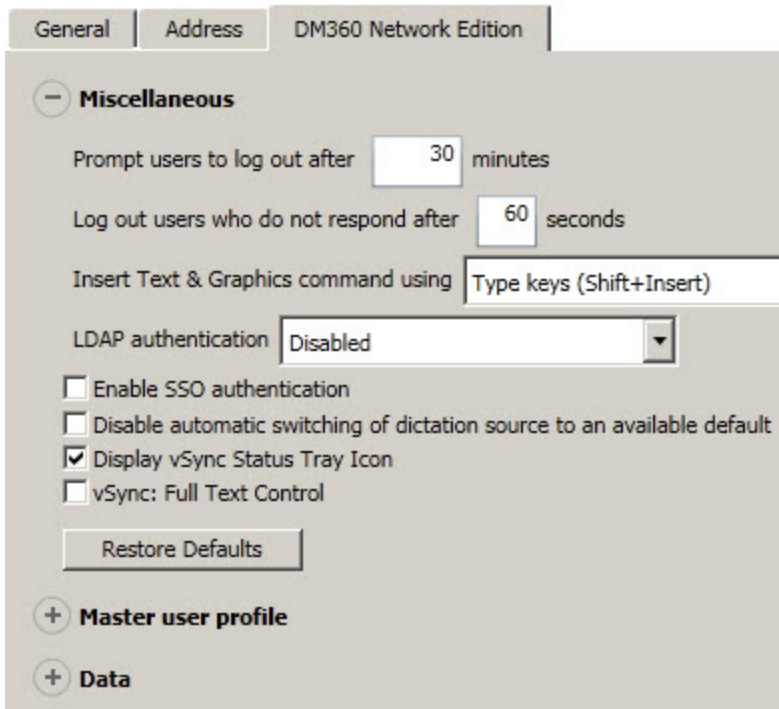 General Address DM360 Network Edition
Miscellaneous
Prompt users to log out after 30 minutes
Log out users who do not respond after 60 seconds
Insert Text & Graphics command using Type keys (Shift+Insert)
LDAP authentication Disabled
Enable SSO authentication
Disable automatic switching of dictation source to an available default
Display vSync Status Tray Icon
vSync: Full Text Control
Restore Defaults
Master user profile
Data